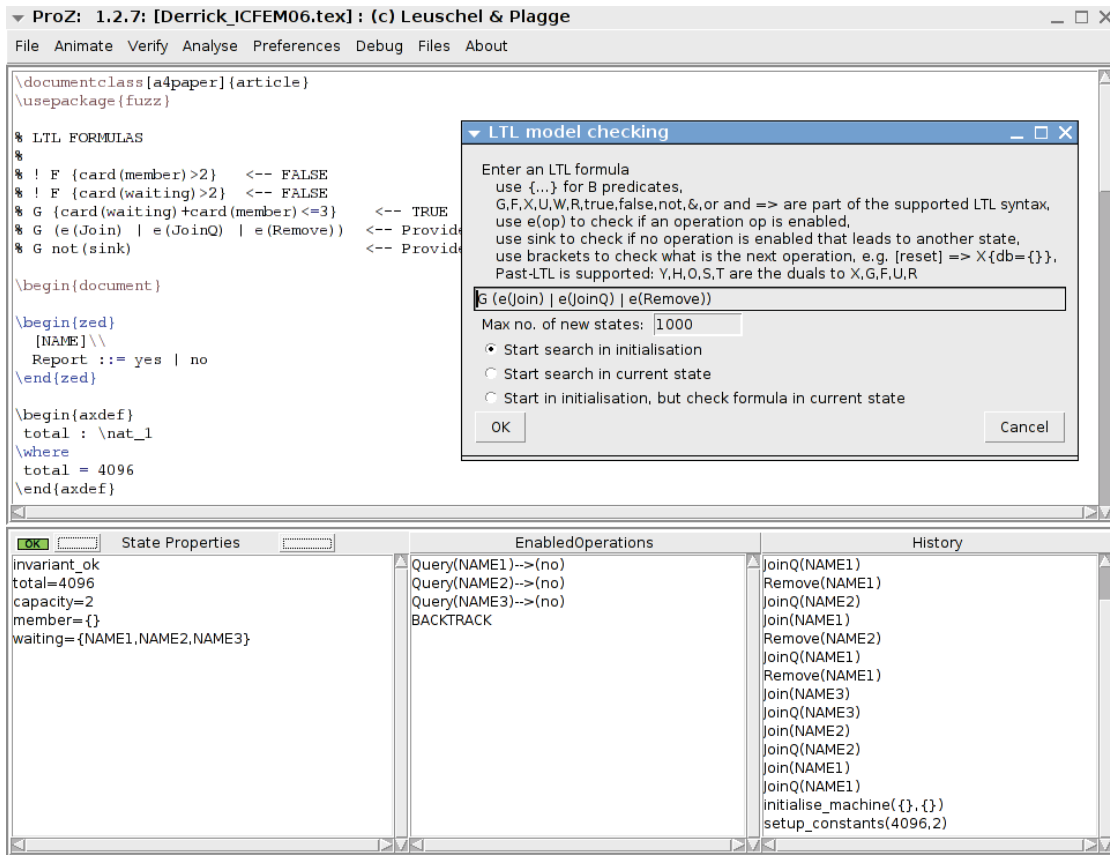 ProZ: 1.2.7: [Derrick_ICFEM06.tex] : (c) Leuschel & Plagge
File Animate Verify Analyse Preferences Debug Files About
\documentclass[a4paper]{article}
\usepackage{fuzz}
% LTL FORMULAS
%
% ! F {card(member)>2} <-- FALSE
% ! F {card(waiting)>2} <-- FALSE
% G {card(waiting)+card(member)<=3} <-- TRUE
% G (e(Join) | e(JoinQ) | e(Remove)) <-- Provide
% G not(sink) <-- Provide
\begin{document}
\begin{zed}
[NAME]\\
Report ::= yes | no
\end{zed}
\begin{axdef}
total : \nat_1
\where
total = 4096
\end{axdef}
LTL model checking
Enter an LTL formula
use {...} for B predicates,
G,F,X,U,W,R,true,false,not,&,or and => are part of the supported LTL syntax,
use e(op) to check if an operation op is enabled,
use sink to check if no operation is enabled that leads to another state,
use brackets to check what is the next operation, e.g. [reset] => X{db={}},
Past-LTL is supported: Y,H,O,S,T are the duals to X,G,F,U,R
G (e(Join) | e(JoinQ) | e(Remove))
Max no. of new states: 1000
Start search in initialisation
Start search in current state
Start in initialisation, but check formula in current state
OK Cancel
OK State Properties
invariant_ok
total=4096
capacity=2
member={}
waiting={NAME1,NAME2,NAME3}
EnabledOperations
Query(NAME1)-->(no)
Query(NAME2)-->(no)
Query(NAME3)-->(no)
BACKTRACK
History
JoinQ(NAME1)
Remove(NAME1)
JoinQ(NAME2)
Join(NAME1)
Remove(NAME2)
JoinQ(NAME1)
Remove(NAME1)
Join(NAME3)
JoinQ(NAME3)
Join(NAME2)
JoinQ(NAME2)
Join(NAME1)
JoinQ(NAME1)
initialise_machine({},{})
setup_constants(4096,2)